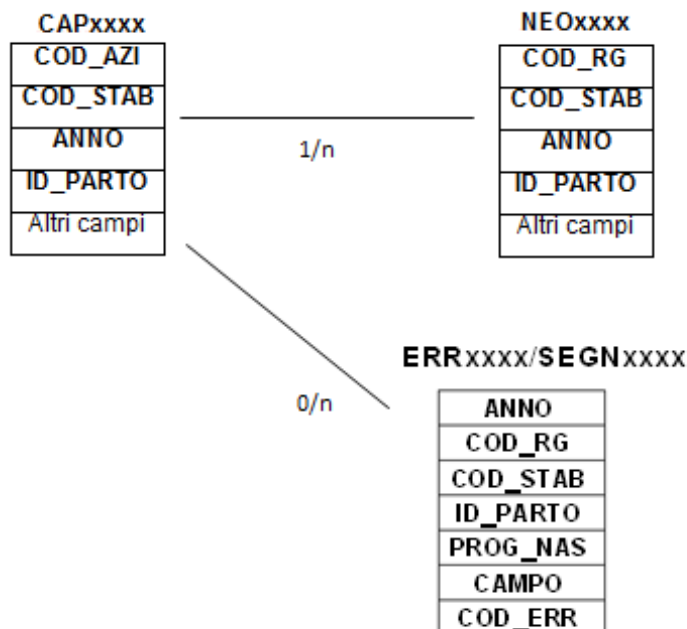 CAPxxxx
COD_AZI
COD_STAB
ANNO
ID_PARTO
Altri campi
1/n
NEOxxxx
COD_RG
COD_STAB
ANNO
ID_PARTO
Altri campi
0/n
ERRxxxx/SEGNxxxx
ANNO
COD_RG
COD_STAB
ID_PARTO
PROG_NAS
CAMPO
COD_ERR